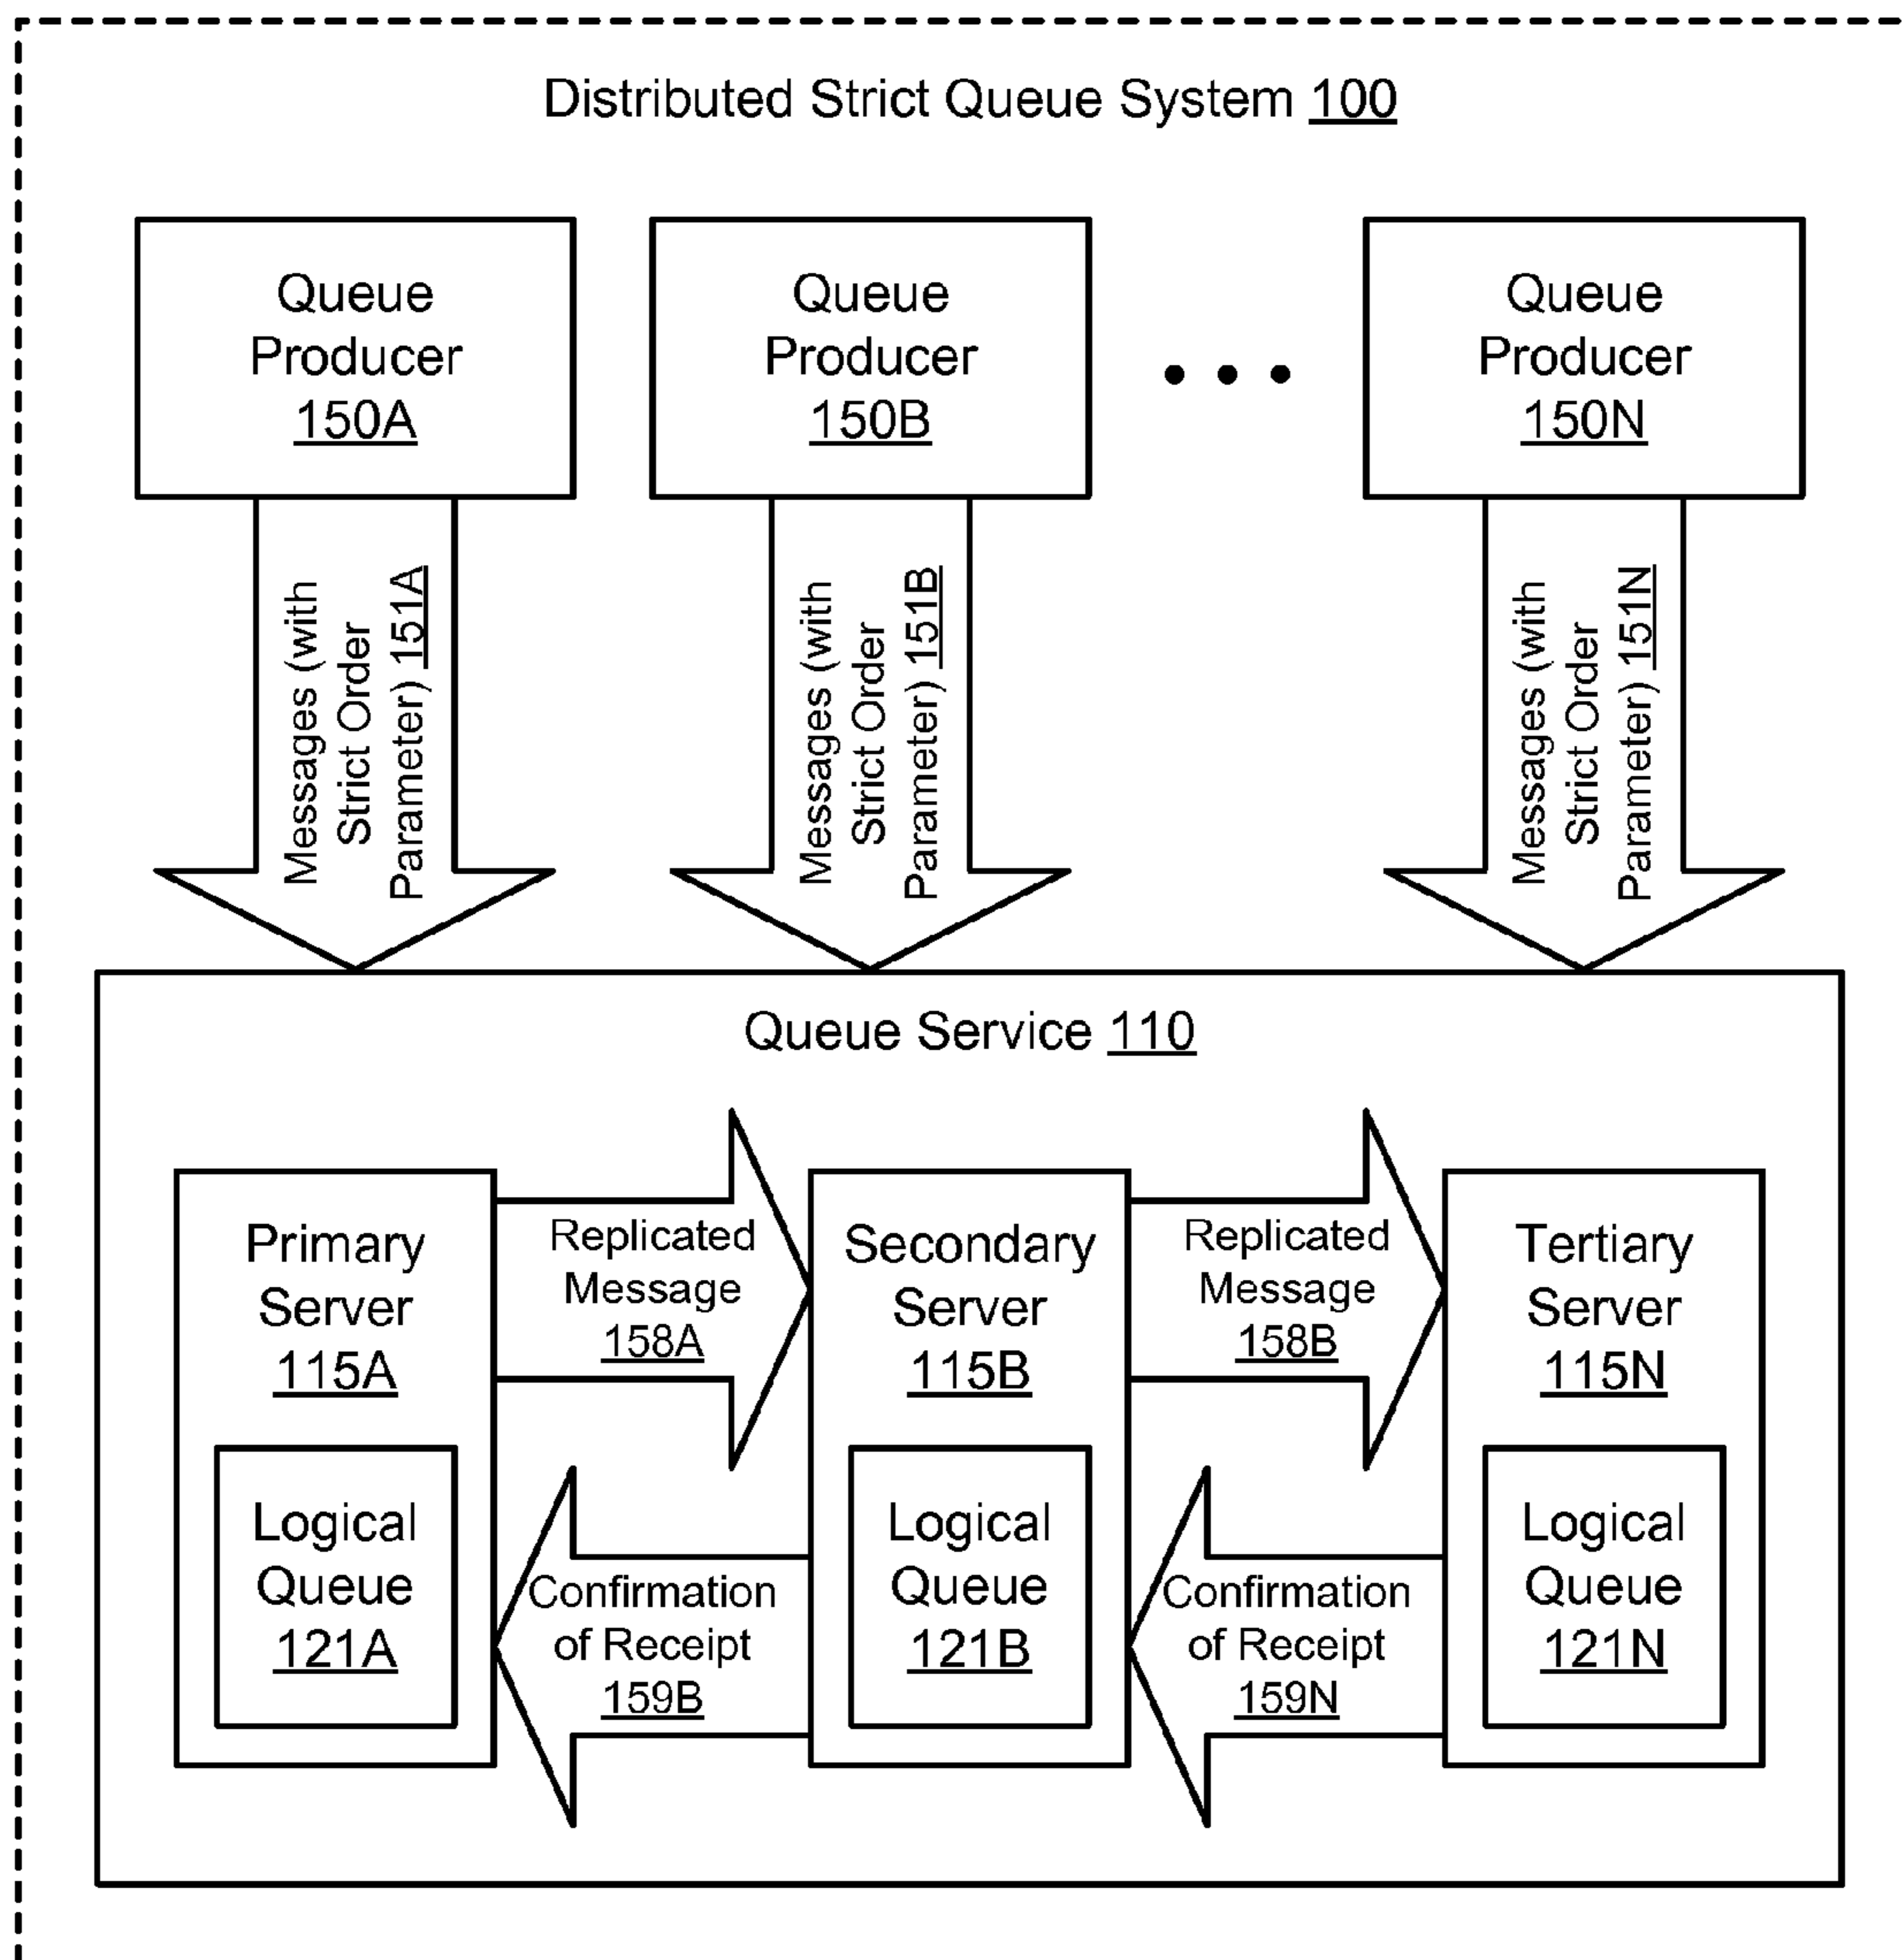 Distributed Strict Queue System 100
Queue
Producer
150A
Queue
Producer
150B
Queue
Producer
150N
Messages (with
Strict Order
Parameter) 151A
Messages (with
Strict Order
Parameter) 151B
Messages (with
Strict Order
Parameter) 151N
Queue Service 110
Primary
Server
115A
Replicated
Message
158A
Secondary
Server
115B
Replicated
Message
158B
Tertiary
Server
115N
Logical
Queue
121A
Confirmation
of Receipt
159B
Logical
Queue
121B
Confirmation
of Receipt
159N
Logical
Queue
121N